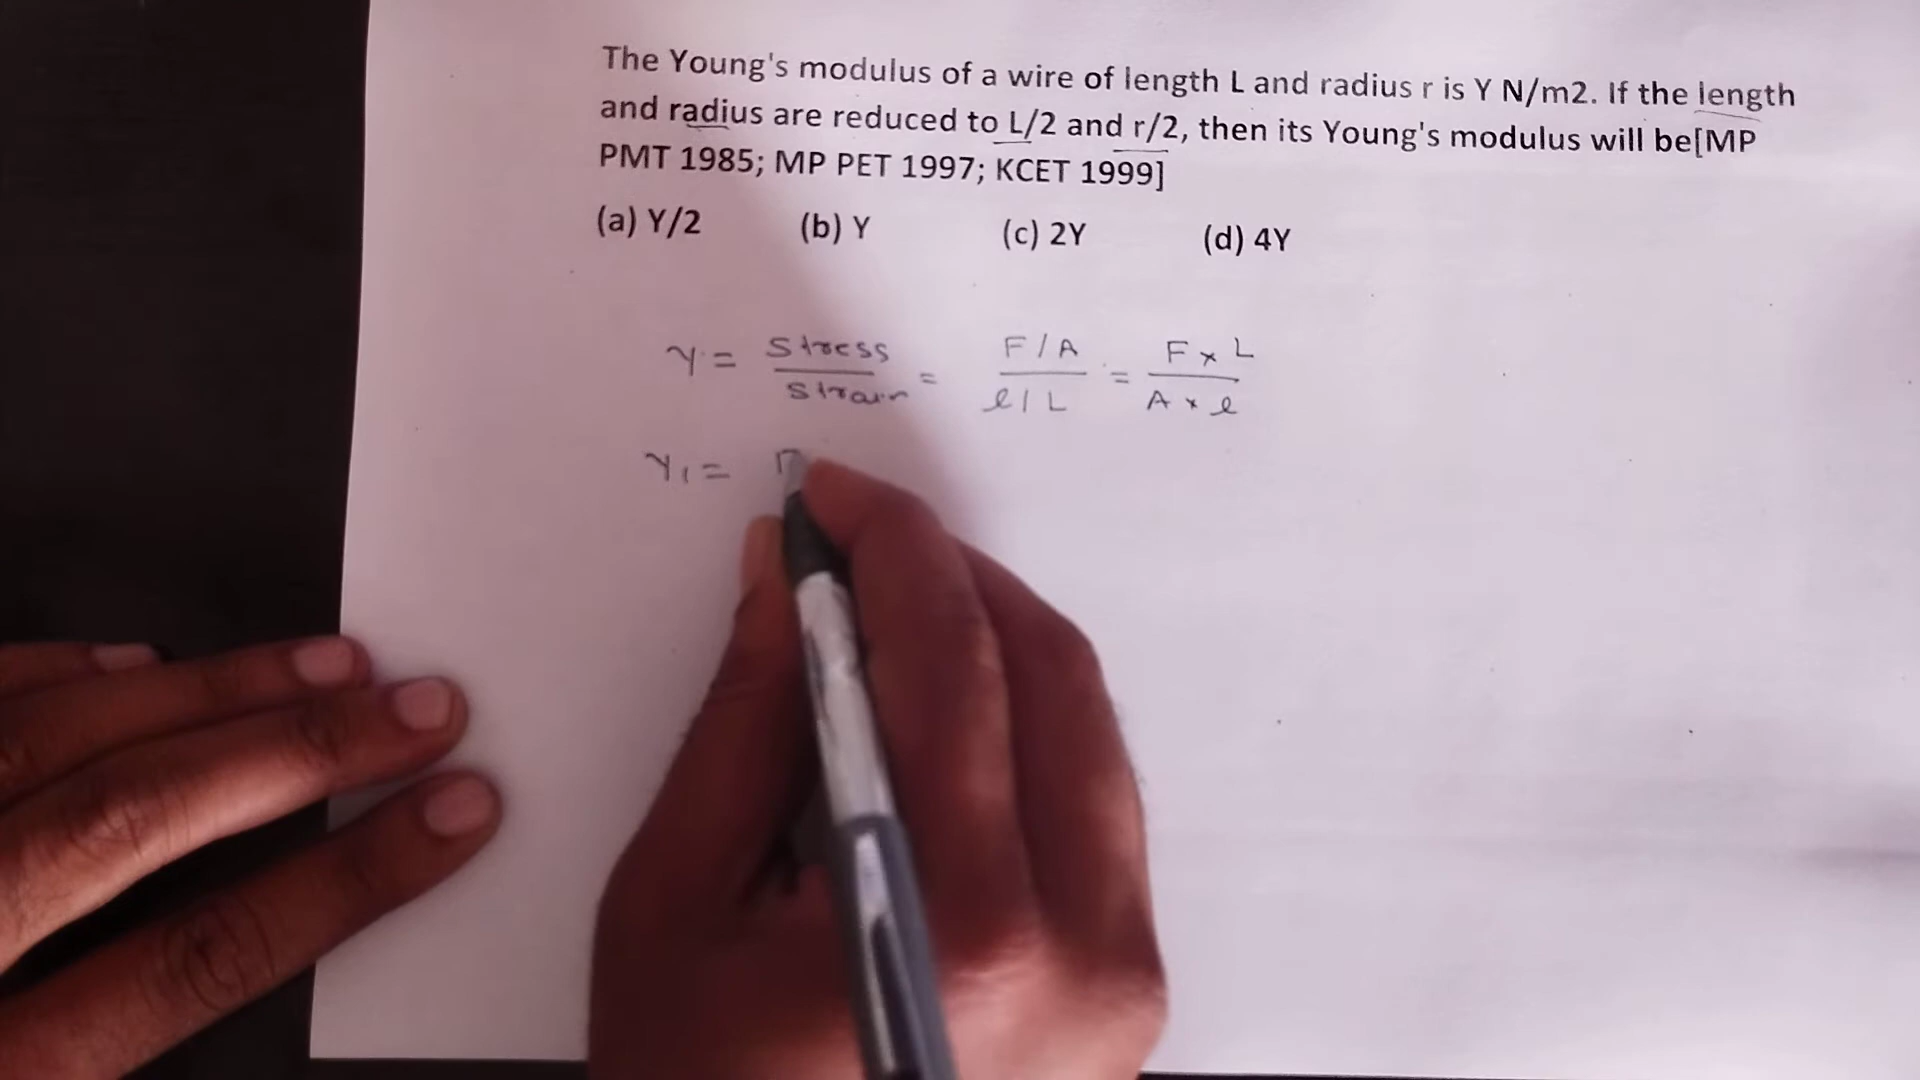 The Young's modulus of a wire of length L and radius r is Y N/m2. If the length
and radius are reduced to L/2 and r/2, then its Young's modulus will be[MP
PMT 1985; MP PET 1997; KCET 1999]
(a) Y/2 (b) Y (c) 2Y (d) 4Y
Y = Stress / Strain = F/A / l/L = F × L / A × l
Y1 =